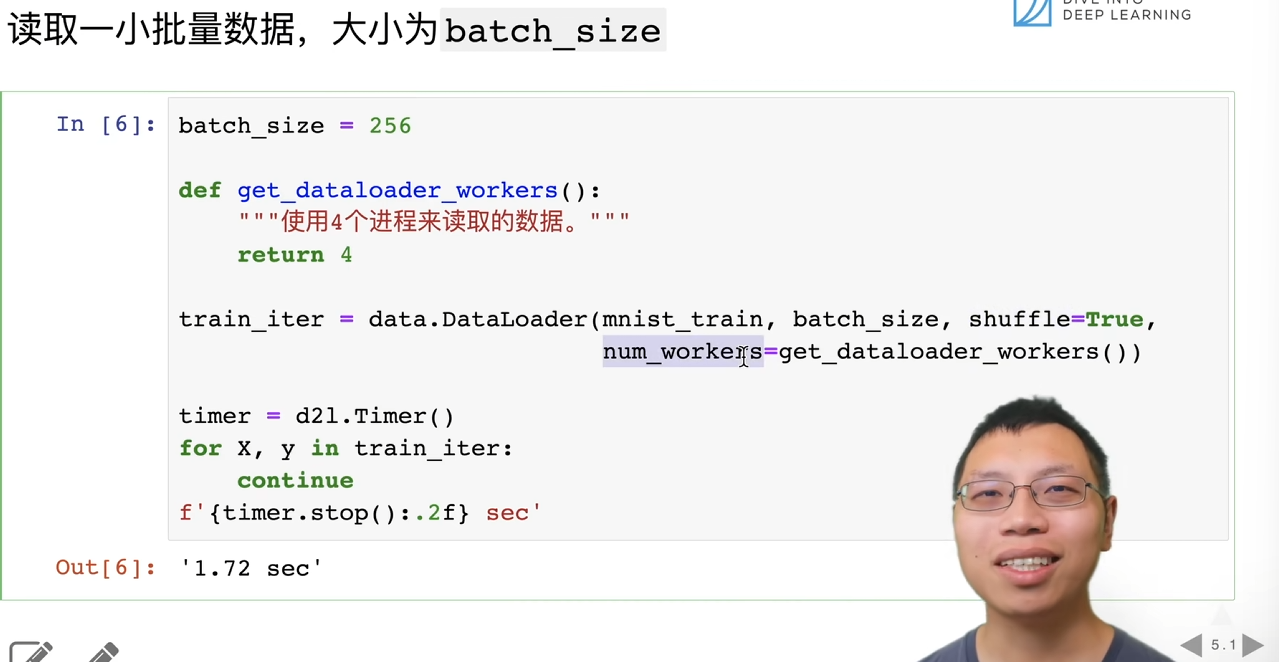 读取一小批量数据，大小为batch_size
DEEP LEARNING
In [6]:
batch_size = 256
def get_dataloader_workers():
"""使用4个进程来读取的数据。"""
return 4
train_iter = data.DataLoader(mnist_train, batch_size, shuffle=True,
num_workers=get_dataloader_workers())
timer = d2l.Timer()
for X, y in train_iter:
continue
f'{timer.stop():.2f} sec'
Out[6]: '1.72 sec'
5.1